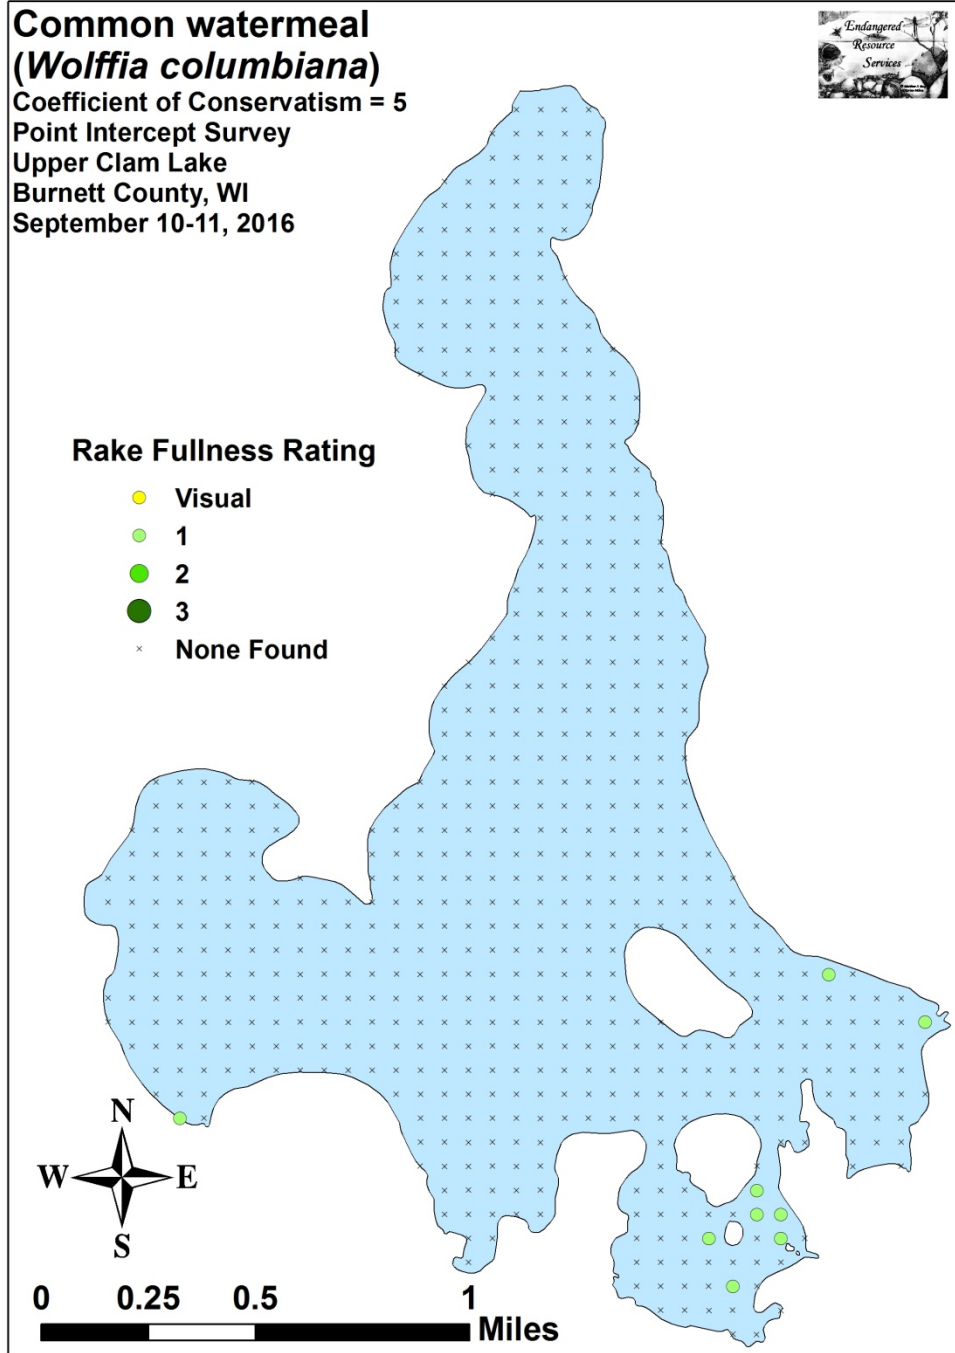 Common watermeal
(Wolffia columbiana)
Coefficient of Conservatism = 5
Point Intercept Survey
Upper Clam Lake
Burnett County, WI
September 10-11, 2016
Endangered
Resource
Services
Rake Fullness Rating
Visual
1
2
3
None Found
N
W E
S
0 0.25 0.5 1
Miles